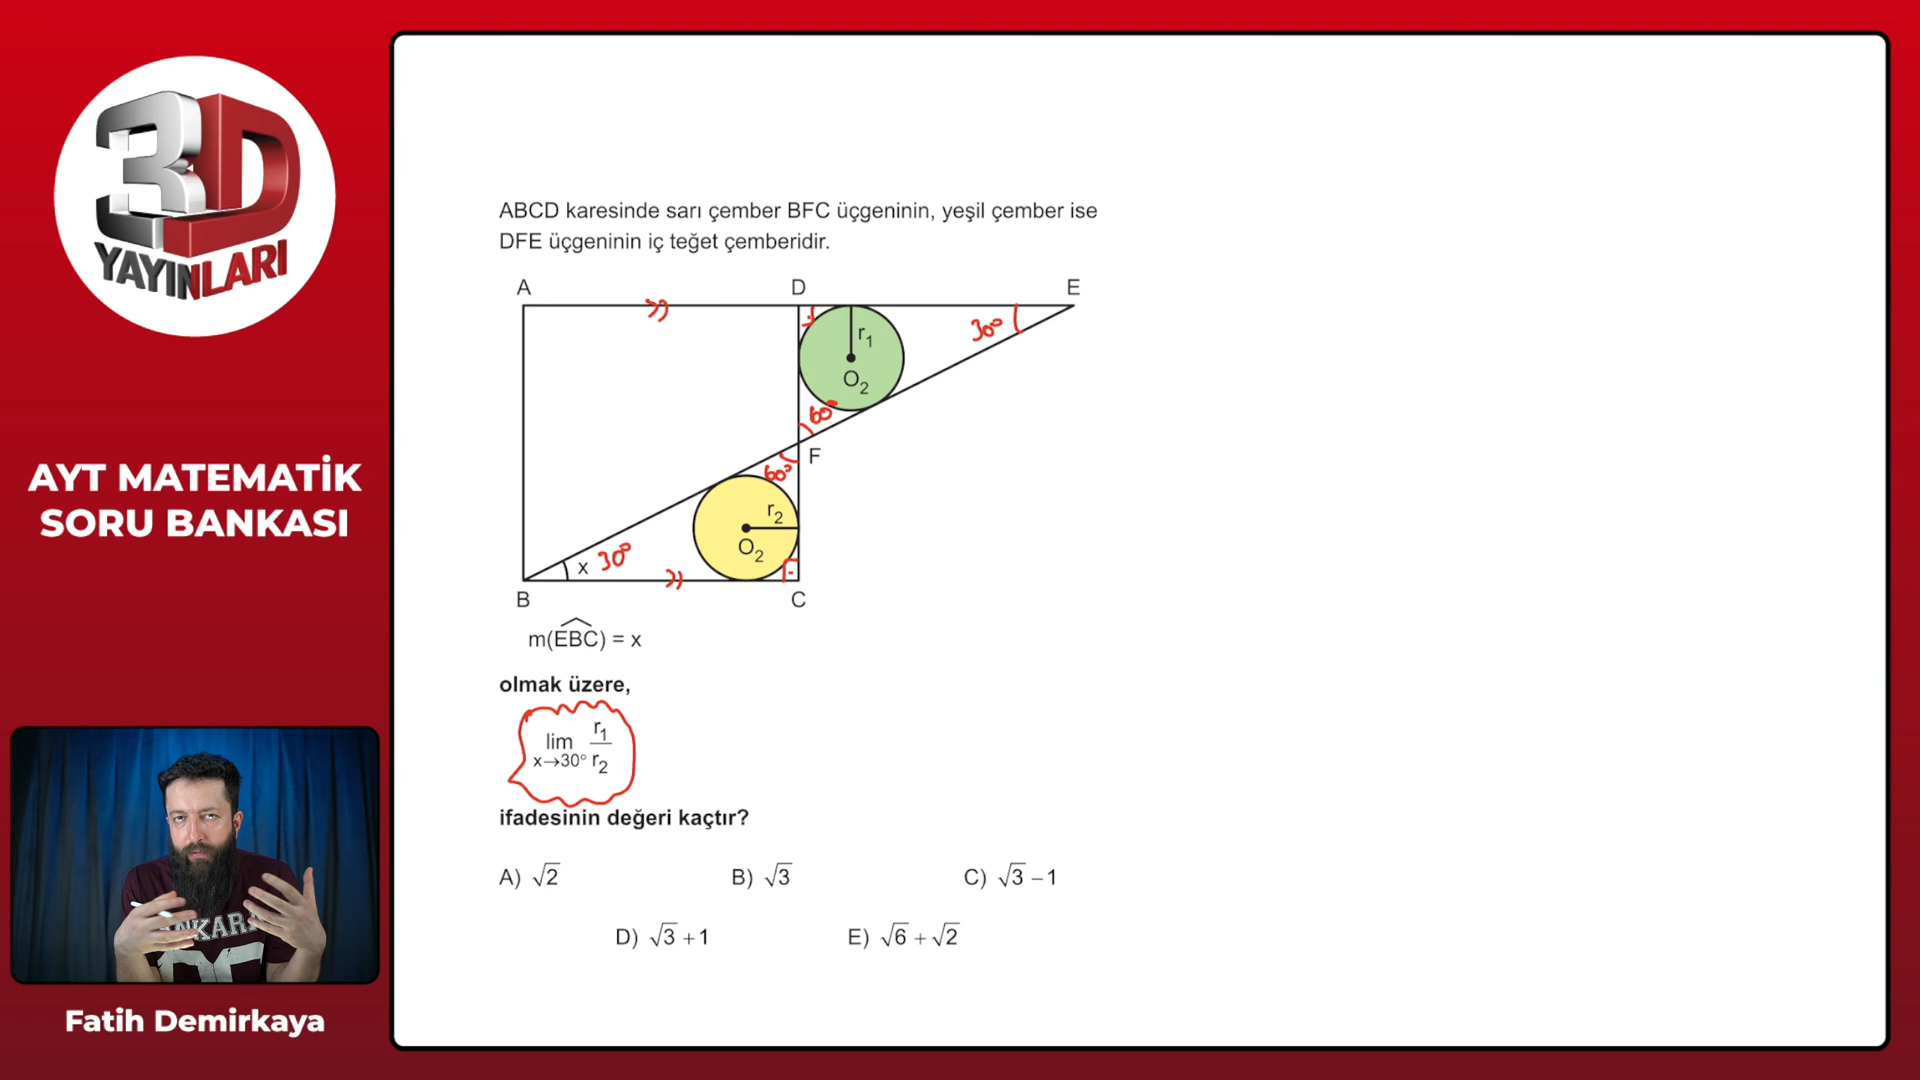 3D
YAYINLARI
AYT MATEMATİK
SORU BANKASI
ANKARA
Fatih Demirkaya
ABCD karesinde sarı çember BFC üçgeninin, yeşil çember ise
DFE üçgeninin iç teğet çemberidir.
A D E
r₁
30°
O₂
60°
F
60°
r₂
O₂
x 30°
B C
m(EBC) = x
olmak üzere,
lim x→30° r₁/r₂
ifadesinin değeri kaçtır?
A) √2 B) √3 C) √3 – 1
D) √3 + 1 E) √6 + √2